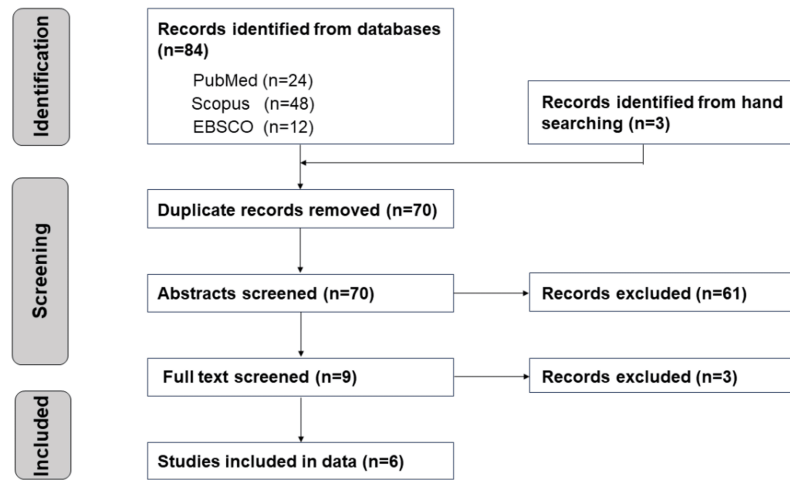 Identification
Records identified from databases
(n=84)
PubMed (n=24)
Scopus (n=48)
EBSCO (n=12)
Records identified from hand
searching (n=3)
Screening
Duplicate records removed (n=70)
Abstracts screened (n=70)
Records excluded (n=61)
Full text screened (n=9)
Records excluded (n=3)
Included
Studies included in data (n=6)